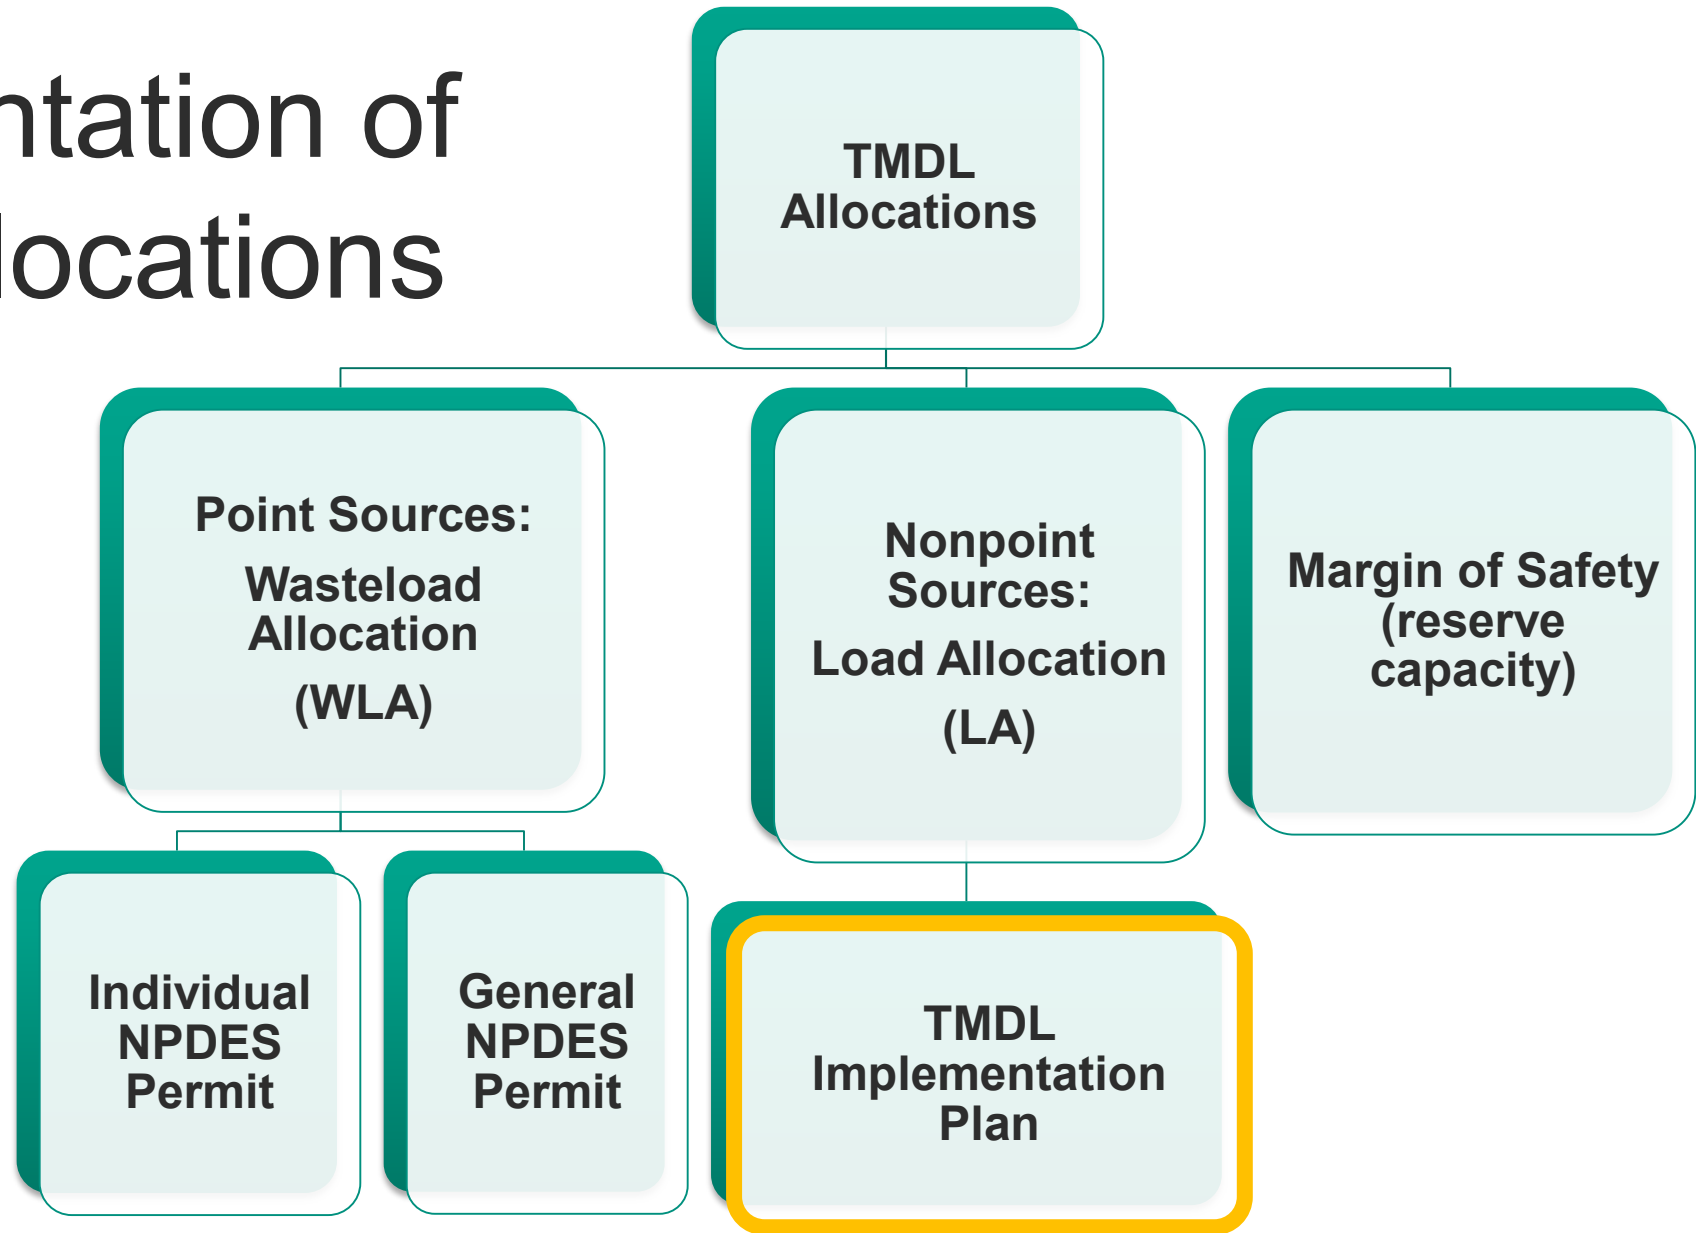 ntation of
locations
TMDL
Allocations
Point Sources:
Wasteload
Allocation
(WLA)
Nonpoint
Sources:
Load Allocation
(LA)
Margin of Safety
(reserve
capacity)
Individual
NPDES
Permit
General
NPDES
Permit
TMDL
Implementation
Plan